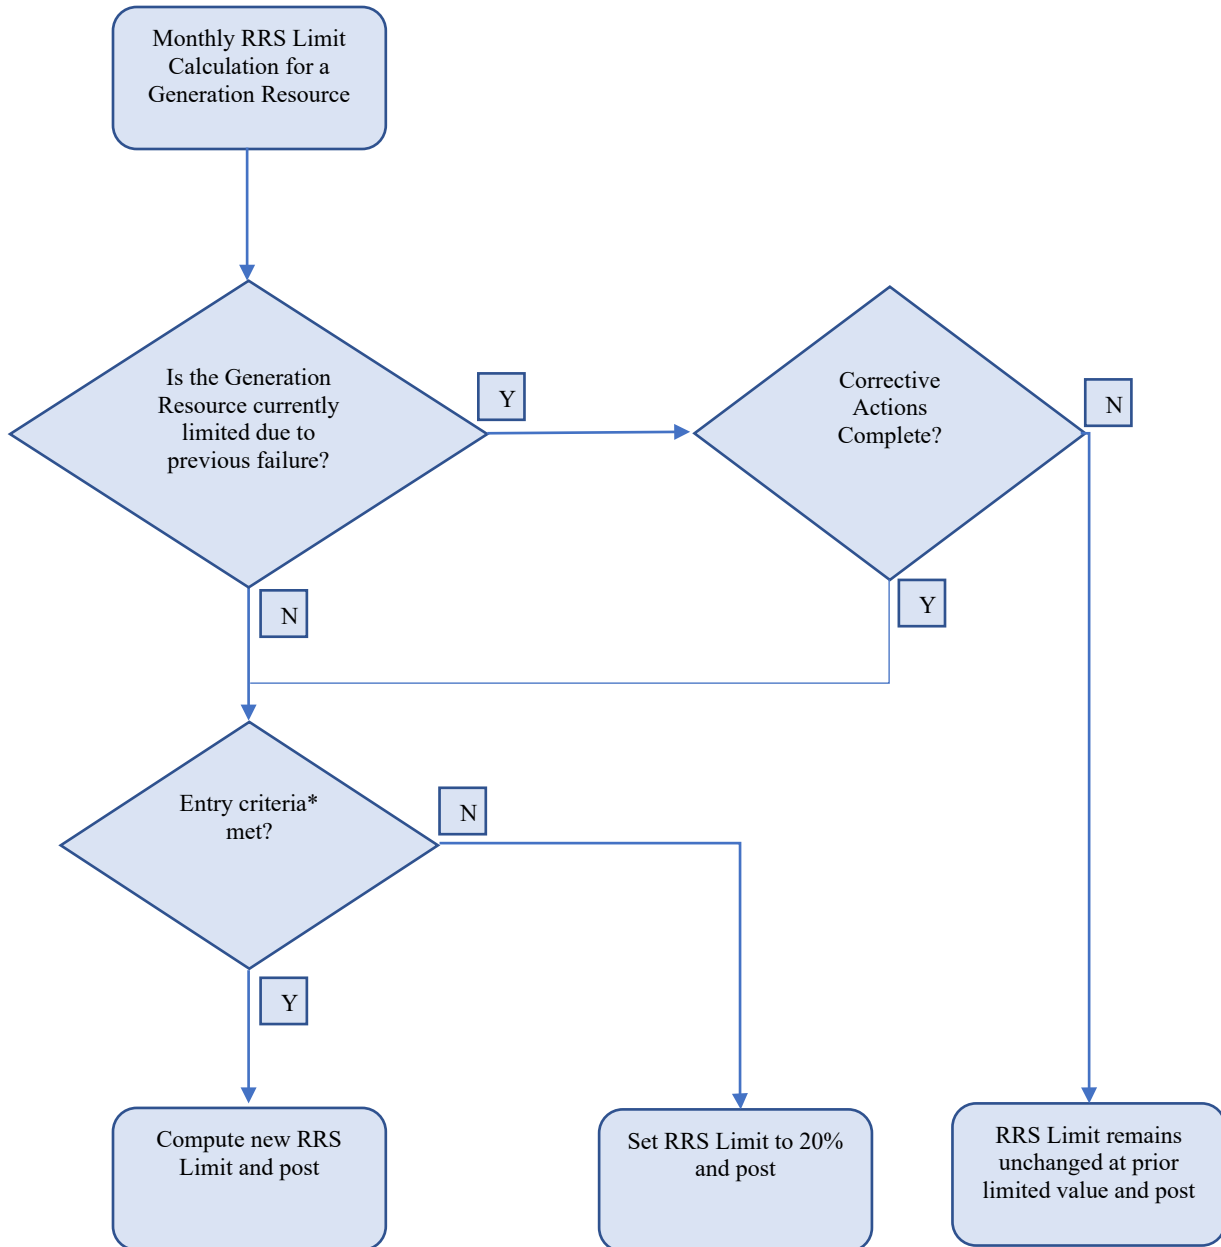 Monthly RRS Limit
Calculation for a
Generation Resource
Is the Generation
Resource currently
limited due to
previous failure?
Y
Corrective
Actions
Complete?
N
N
Y
Entry criteria*
met?
N
Y
Compute new RRS
Limit and post
Set RRS Limit to 20%
and post
RRS Limit remains
unchanged at prior
limited value and post